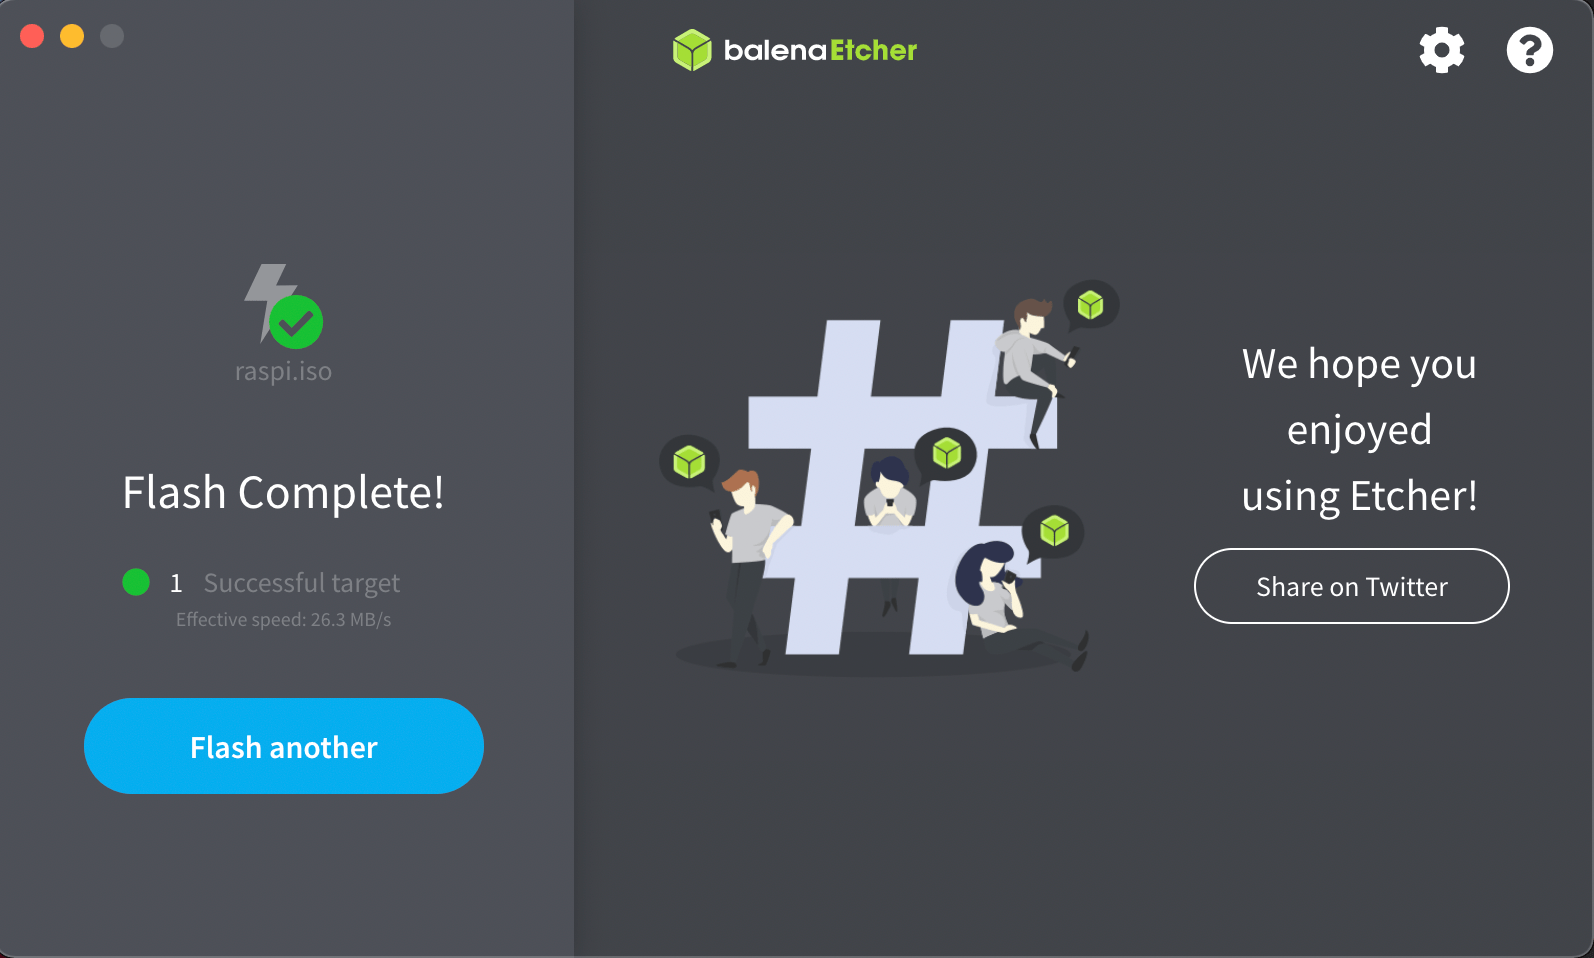 balenaEtcher
raspi.iso
Flash Complete!
1 Successful target
Effective speed: 26.3 MB/s
Flash another
We hope you
enjoyed
using Etcher!
Share on Twitter